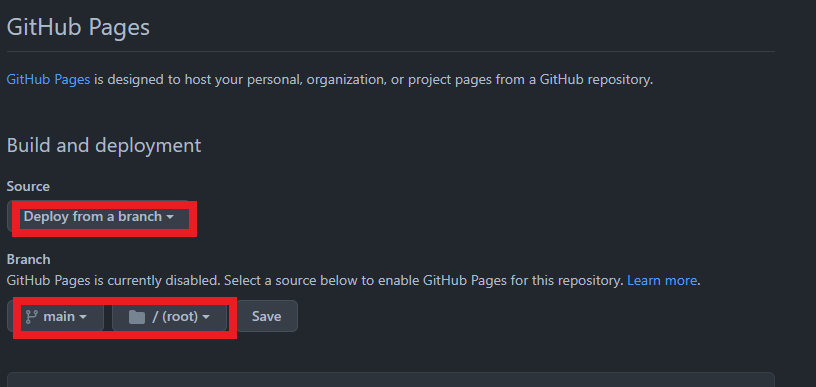 GitHub Pages
GitHub Pages is designed to host your personal, organization, or project pages from a GitHub repository.
Build and deployment
Source
Deploy from a branch
Branch
GitHub Pages is currently disabled. Select a source below to enable GitHub Pages for this repository. Learn more.
main / (root) Save